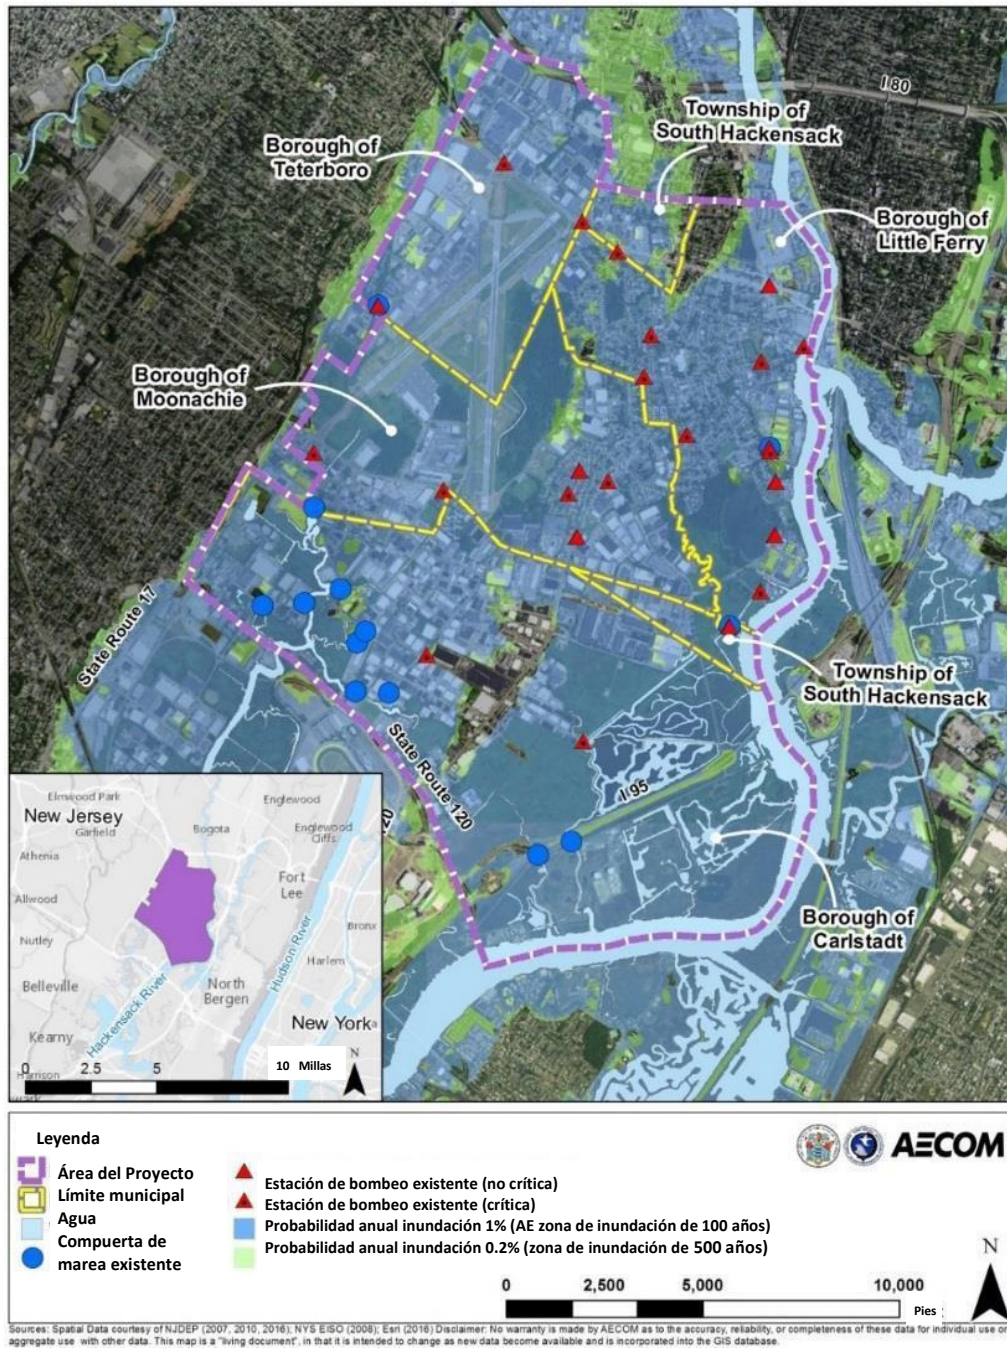 I 80
Township of
South Hackensack
Borough of
Teterboro
Borough of
Little Ferry
Borough of
Moonachie
State Route 17
Township of
South Hackensack
State Route 120
I 95
120
Borough of
Carlstadt
Elmwood Park
New Jersey
Garfield
Englewood
Bogota
Englewood
Cliffs
Athenia
Fort
Lee
Allwood
Bronx
Nutley
Hudson River
Harlem
Belleville
North
Bergen
Hackensack River
Kearny
New York
0 2.5 5 10 Millas
N
Harrison
Leyenda
Área del Proyecto
Límite municipal
Agua
Compuerta de
marea existente
Estación de bombeo existente (no crítica)
Estación de bombeo existente (crítica)
Probabilidad anual inundación 1% (AE zona de inundación de 100 años)
Probabilidad anual inundación 0.2% (zona de inundación de 500 años)
AECOM
N
0 2,500 5,000 10,000
Pies
Sources: Spatial Data courtesy of NJDEP (2007, 2010, 2016); NYS EISO (2008); Esri (2016) Disclaimer: No warranty is made by AECOM as to the accuracy, reliability, or completeness of these data for individual use or
aggregate use with other data. This map is a "living document", in that it is intended to change as new data become available and is incorporated into the GIS database.